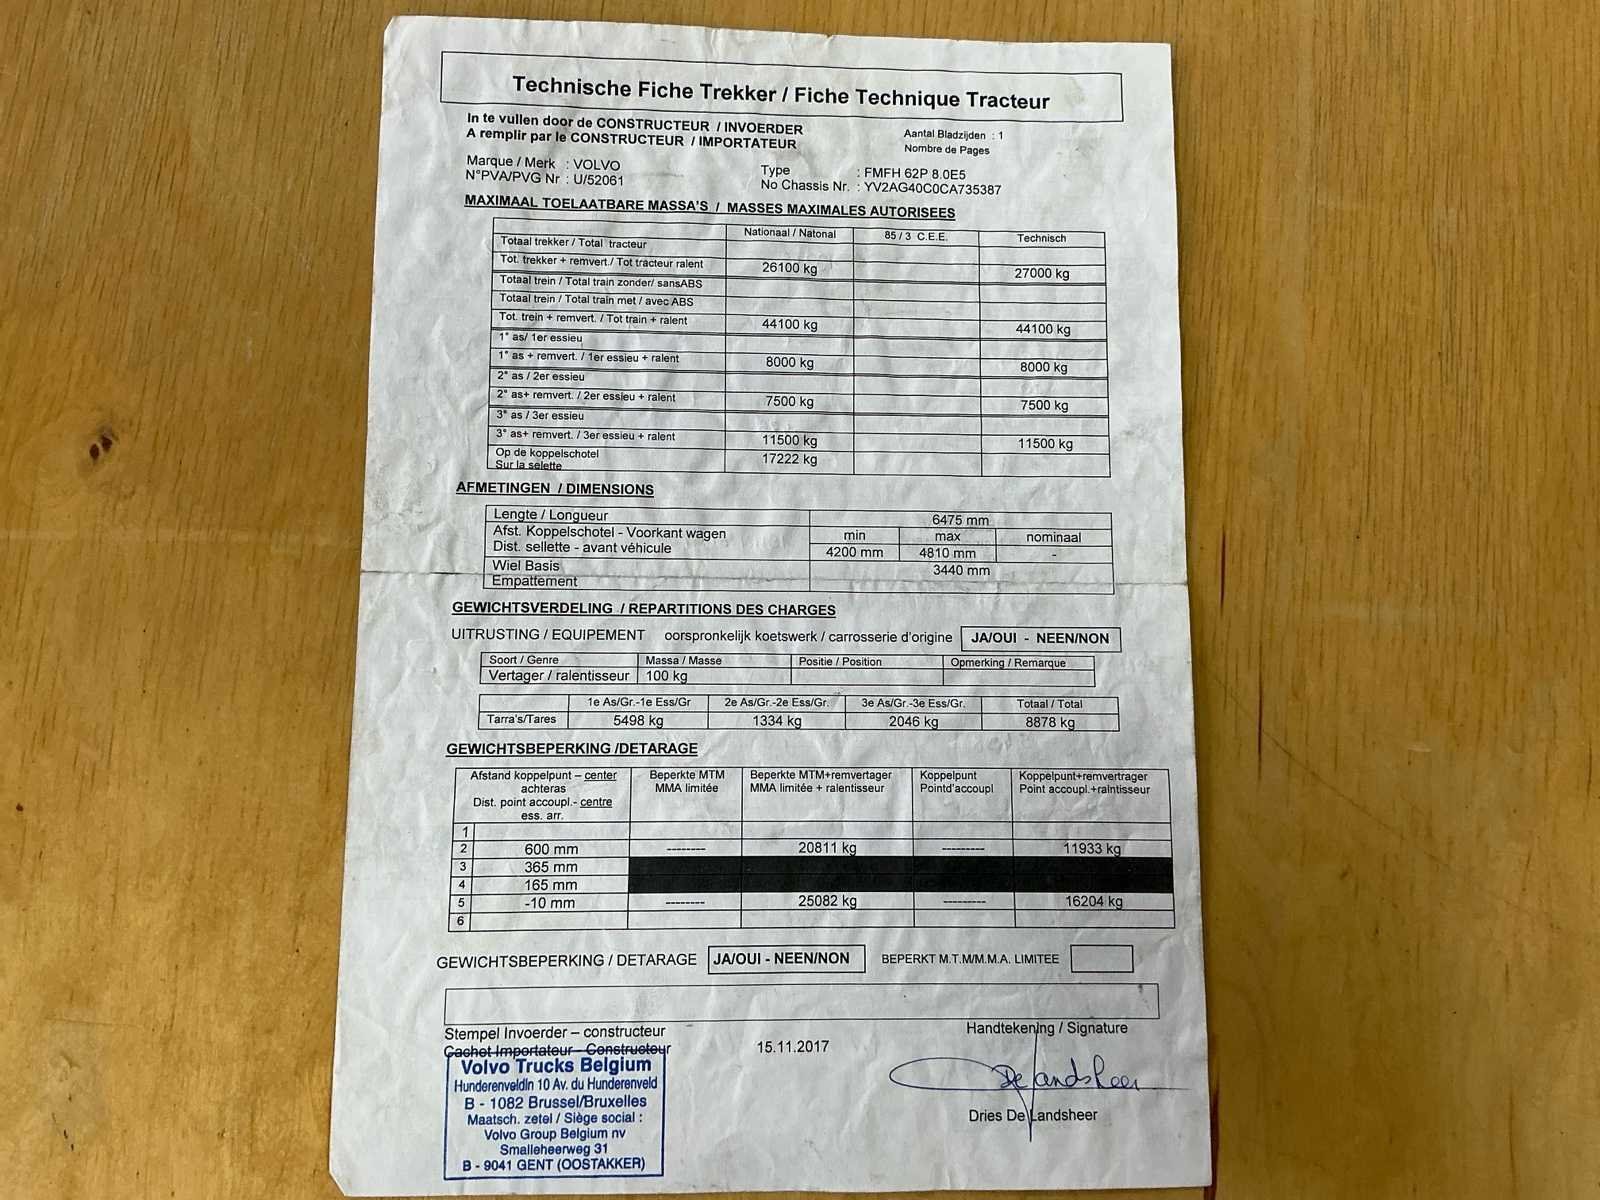 Technische Fiche Trekker / Fiche Technique Tracteur
In te vullen door de CONSTRUCTEUR / INVOERDER
A remplir par le CONSTRUCTEUR / IMPORTATEUR
Aantal Bladzijden : 1
Nombre de Pages
Marque / Merk : VOLVO
N°PVA/PVG Nr : U/52061
Type : FMFH 62P 8.0E5
No Chassis Nr. : YV2AG40C0CA735387
MAXIMAAL TOELAATBARE MASSA'S / MASSES MAXIMALES AUTORISEES
Nationaal / Natonal 85 / 3 C.E.E. Technisch
Totaal trekker / Total tracteur
Tot. trekker + remvert./ Tot tracteur ralent 26100 kg 27000 kg
Totaal trein / Total train zonder/ sansABS
Totaal trein / Total train met / avec ABS
Tot. trein + remvert. / Tot train + ralent 44100 kg 44100 kg
1° as/ 1er essieu
1° as + remvert. / 1er essieu + ralent 8000 kg 8000 kg
2° as / 2er essieu
2° as+ remvert. / 2er essieu + ralent 7500 kg 7500 kg
3° as / 3er essieu
3° as+ remvert. / 3er essieu + ralent 11500 kg 11500 kg
Op de koppelschotel 17222 kg
Sur la selette
AFMETINGEN / DIMENSIONS
Lengte / Longueur 6475 mm
Afst. Koppelschotel - Voorkant wagen min max nominaal
Dist. sellette - avant véhicule 4200 mm 4810 mm -
Wiel Basis 3440 mm
Empattement
GEWICHTSVERDELING / REPARTITIONS DES CHARGES
UITRUSTING / EQUIPEMENT oorspronkelijk koetswerk / carrosserie d'origine JA/OUI - NEEN/NON
Soort / Genre Massa / Masse Positie / Position Opmerking / Remarque
Vertager / ralentisseur 100 kg
1e As/Gr.-1e Ess/Gr 2e As/Gr.-2e Ess/Gr. 3e As/Gr.-3e Ess/Gr. Totaal / Total
Tarra's/Tares 5498 kg 1334 kg 2046 kg 8878 kg
GEWICHTSBEPERKING /DETARAGE
Afstand koppelpunt – center Beperkte MTM Beperkte MTM+remvertager Koppelpunt Koppelpunt+remvertrager
achteras MMA limitée MMA limitée + ralentisseur Pointd'accoupl Point accoupl.+ralntisseur
Dist. point accoupl.- centre
ess. arr.
1
2 600 mm -------- 20811 kg --------- 11933 kg
3 365 mm
4 165 mm
5 -10 mm -------- 25082 kg --------- 16204 kg
6
GEWICHTSBEPERKING / DETARAGE JA/OUI - NEEN/NON BEPERKT M.T.M/M.M.A. LIMITEE
Stempel Invoerder – constructeur
Cachet Importateur – Constructeur
15.11.2017
Handtekening / Signature
De Landsheer
Dries De Landsheer
Volvo Trucks Belgium
Hunderenveldln 10 Av. du Hunderenveld
B - 1082 Brussel/Bruxelles
Maatsch. zetel / Siège social :
Volvo Group Belgium nv
Smalleheerweg 31
B - 9041 GENT (OOSTAKKER)